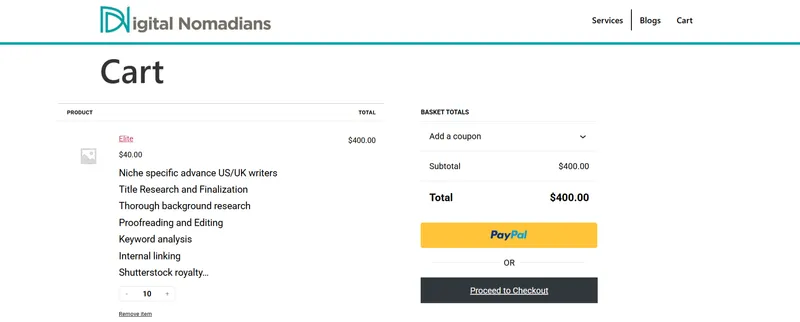 Digital Nomadians
Services
Blogs
Cart
Cart
PRODUCT
TOTAL
Elite
$400.00
$40.00
Niche specific advance US/UK writers
Title Research and Finalization
Thorough background research
Proofreading and Editing
Keyword analysis
Internal linking
Shutterstock royalty…
- 10 +
Remove item
BASKET TOTALS
Add a coupon
Subtotal $400.00
Total $400.00
PayPal
OR
Proceed to Checkout